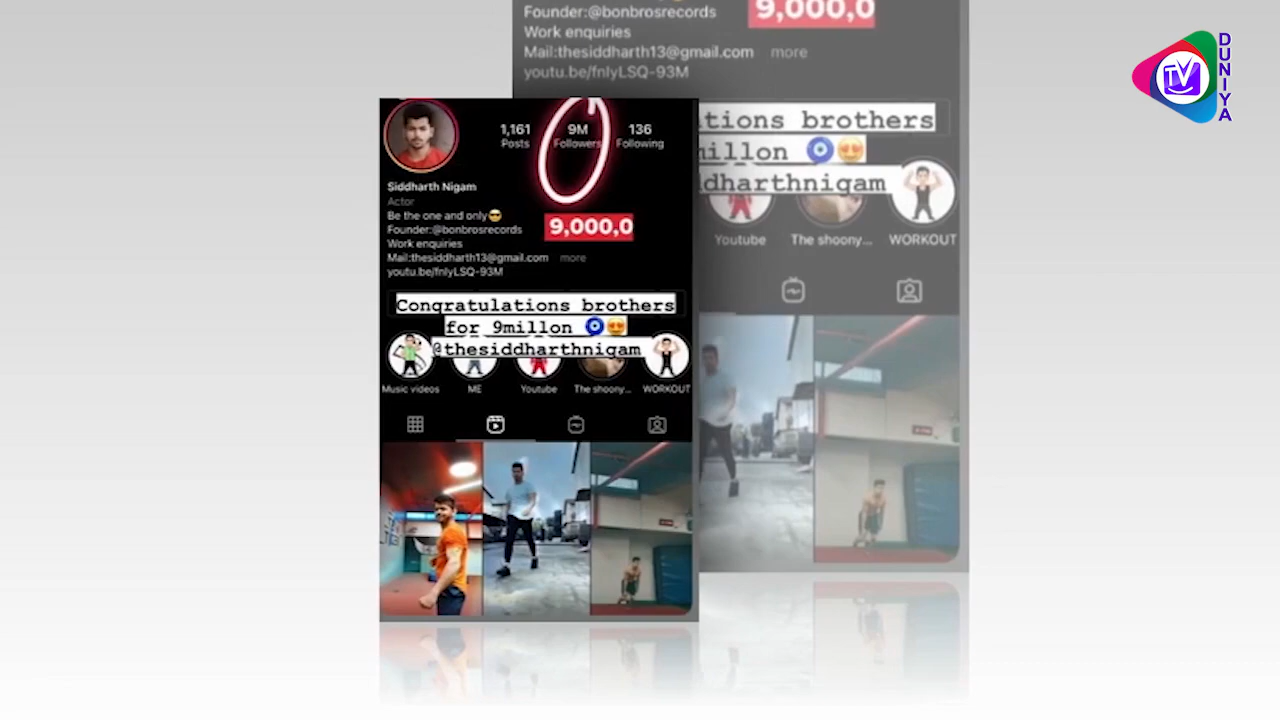 Founder:@bonbrosrecords
9,000,0
Work enquiries
Mail:thesiddharth13@gmail.com more
youtu.be/fnlyLSQ-93M
TV
DUNIYA
1,161
Posts
9M
Followers
136
Following
Siddharth Nigam
Actor
Be the one and only😎
Founder:@bonbrosrecords
9,000,0
Work enquiries
Mail:thesiddharth13@gmail.com more
youtu.be/fnlyLSQ-93M
Congratulations brothers
for 9millon 🧿😍
@thesiddharthnigam
Music videos
ME
Youtube
The shoony...
WORKOUT
tions brothers
millon 🧿😍
dharthnigam
Youtube
The shoony...
WORKOUT